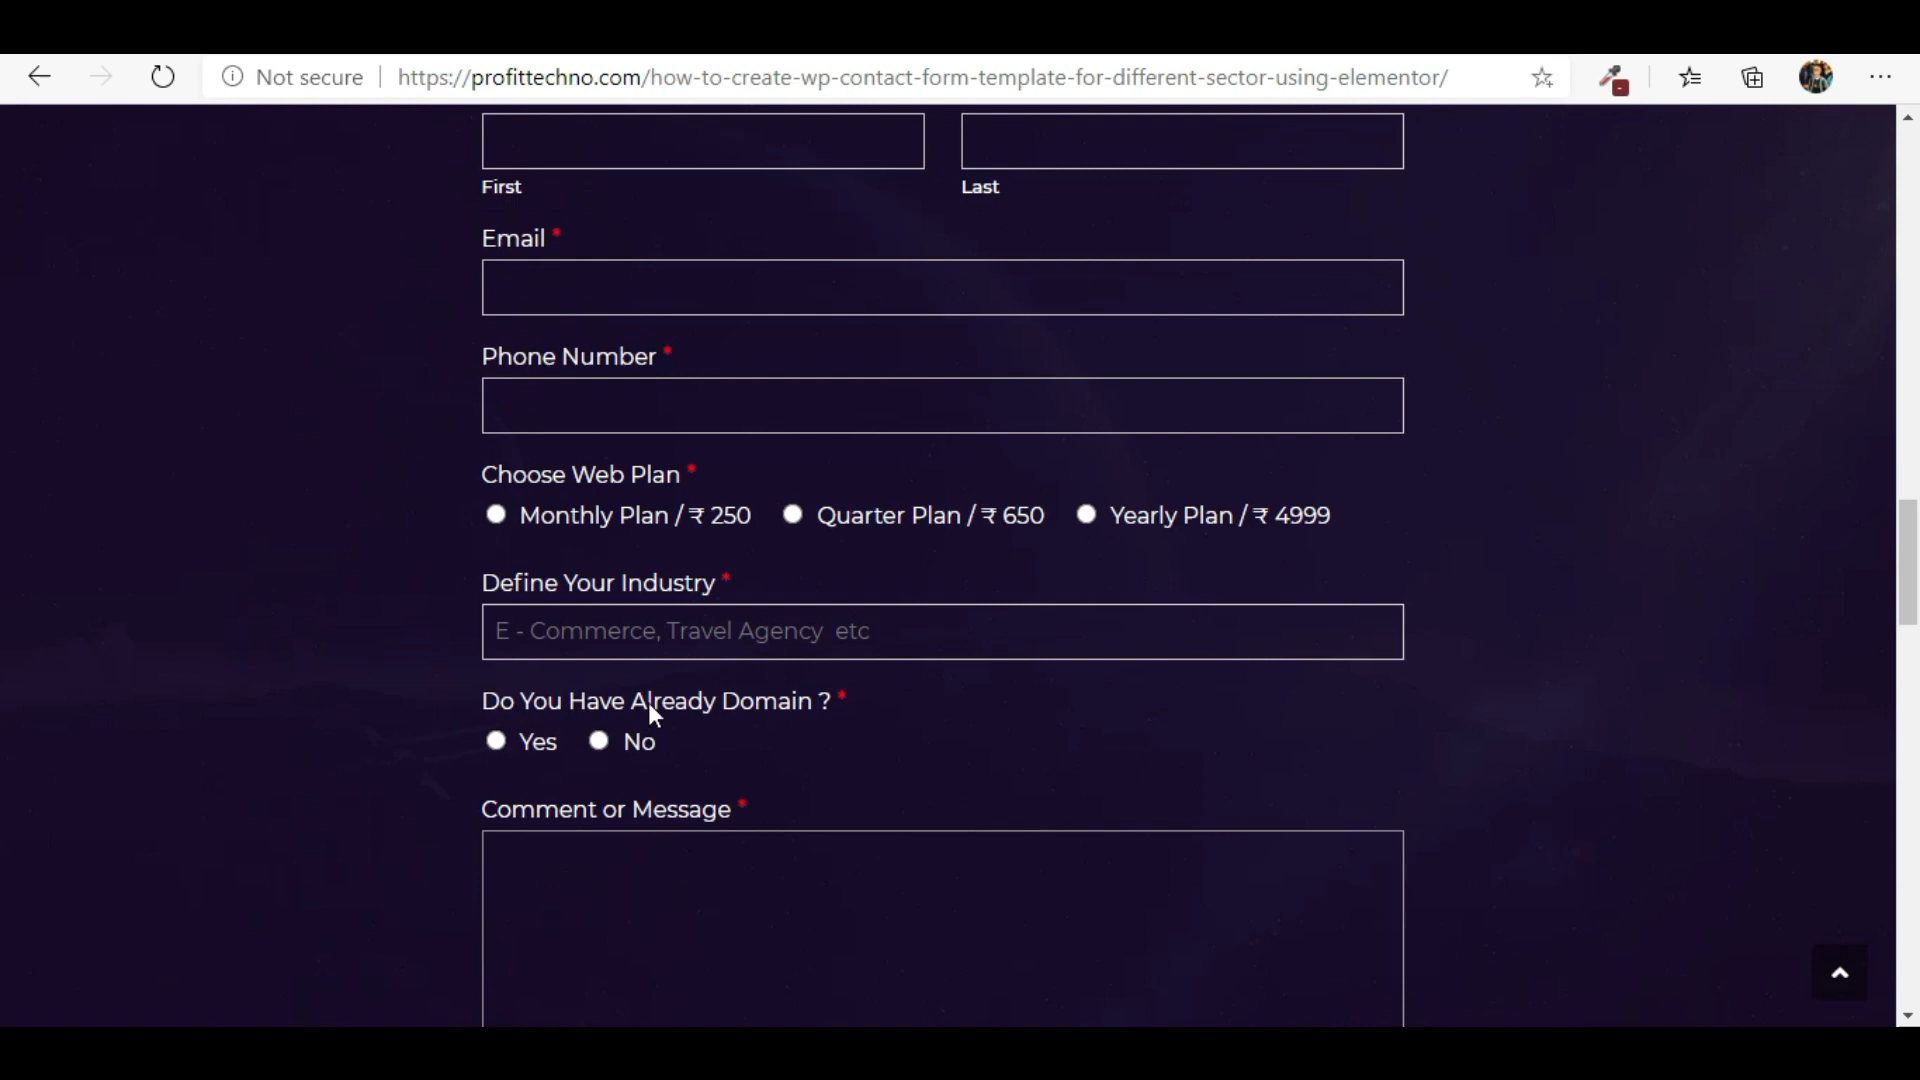 Not secure https://profittechno.com/how-to-create-wp-contact-form-template-for-different-sector-using-elementor/
First Last
Email *
Phone Number *
Choose Web Plan *
Monthly Plan / ₹ 250 Quarter Plan / ₹ 650 Yearly Plan / ₹ 4999
Define Your Industry *
E - Commerce, Travel Agency etc
Do You Have Already Domain ? *
Yes No
Comment or Message *